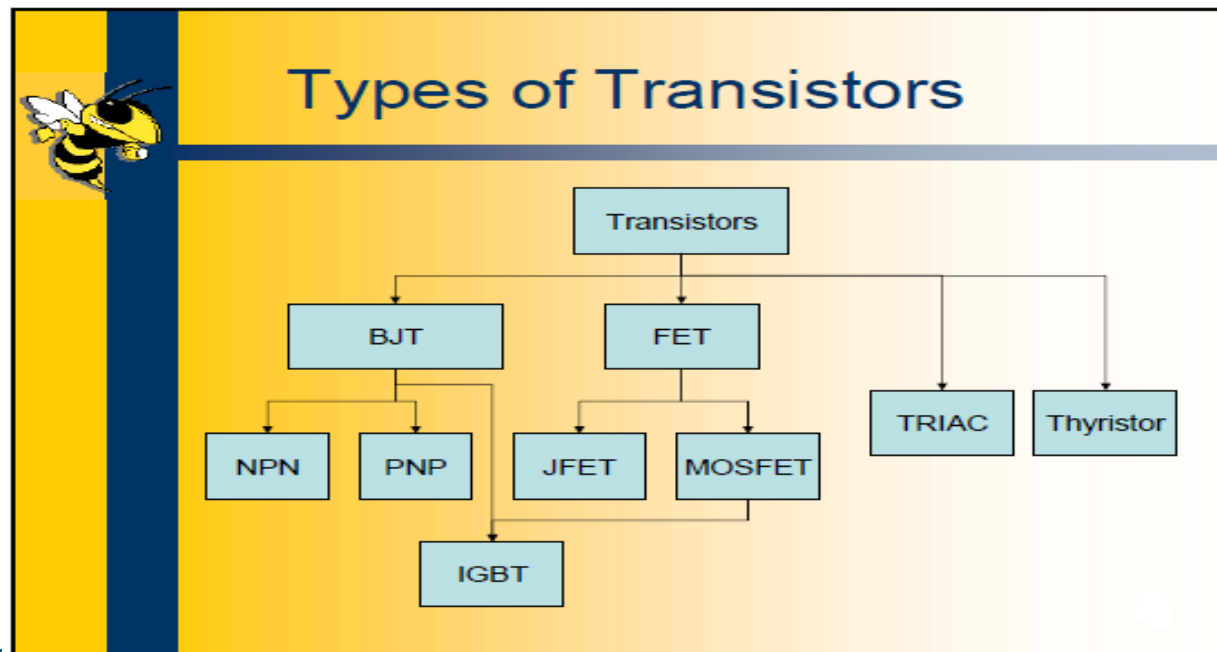 Types of Transistors
Transistors
BJT
FET
TRIAC
Thyristor
NPN
PNP
JFET
MOSFET
IGBT